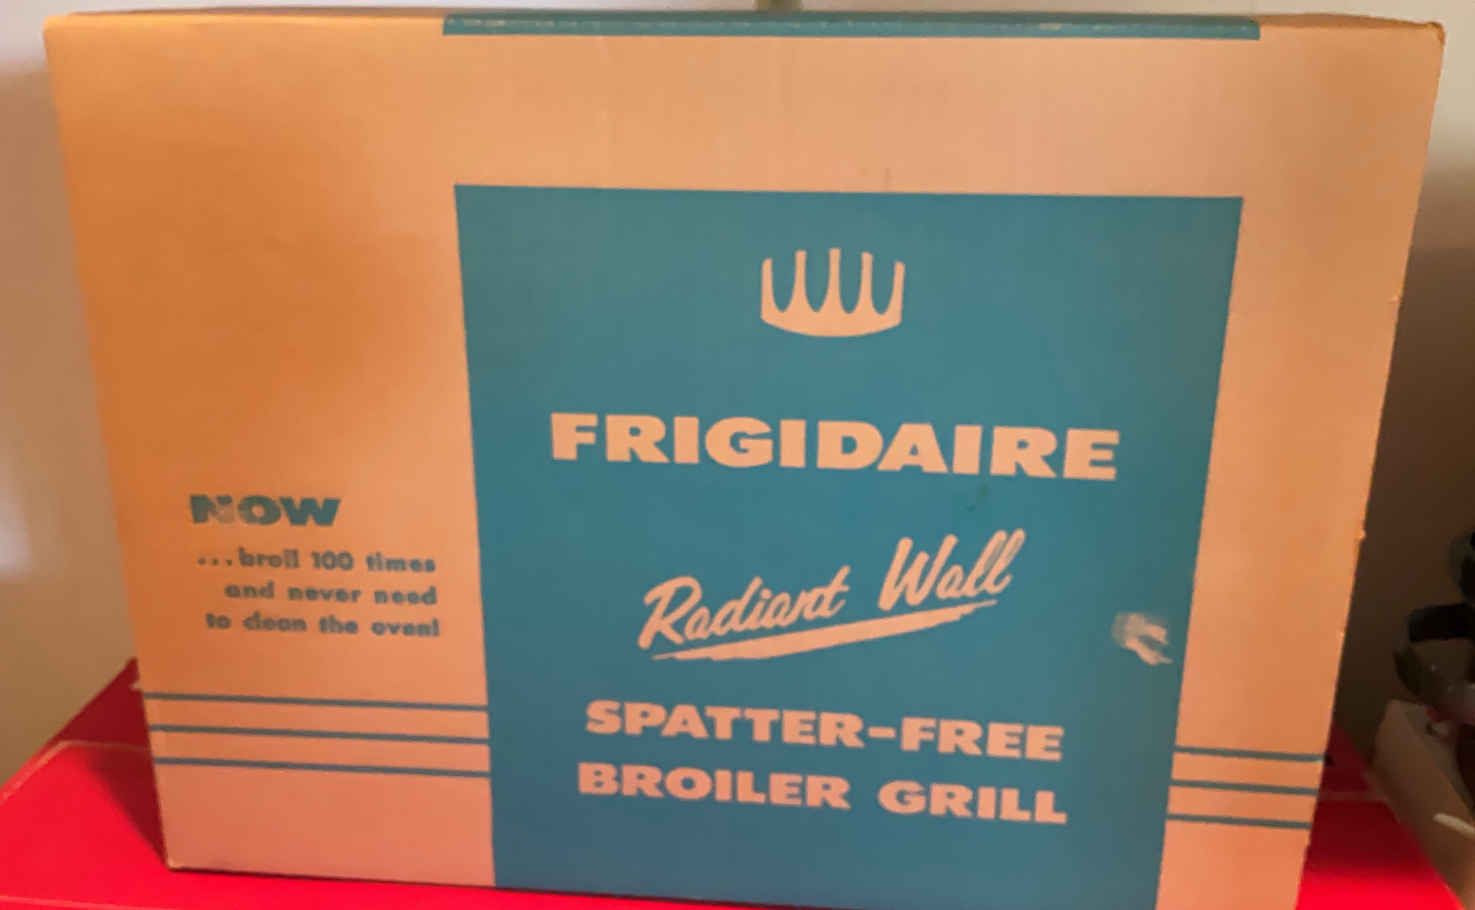 NOW
...broil 100 times
and never need
to clean the oven!
FRIGIDAIRE
Radiant Wall
SPATTER-FREE
BROILER GRILL